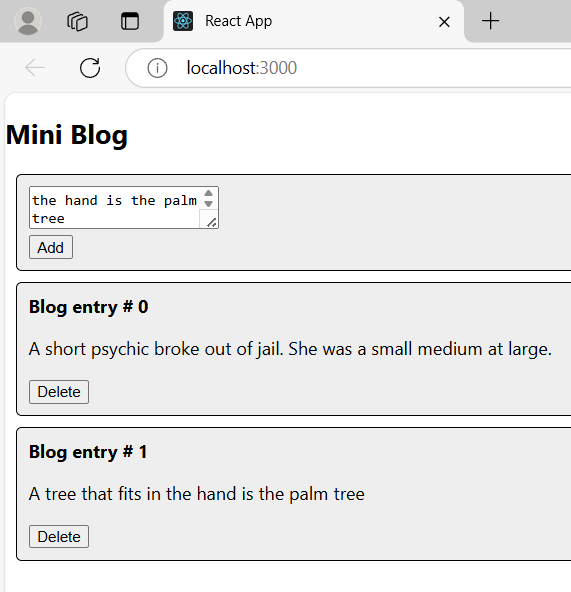 React App
localhost:3000
Mini Blog
the hand is the palm
tree
Add
Blog entry # 0
A short psychic broke out of jail. She was a small medium at large.
Delete
Blog entry # 1
A tree that fits in the hand is the palm tree
Delete